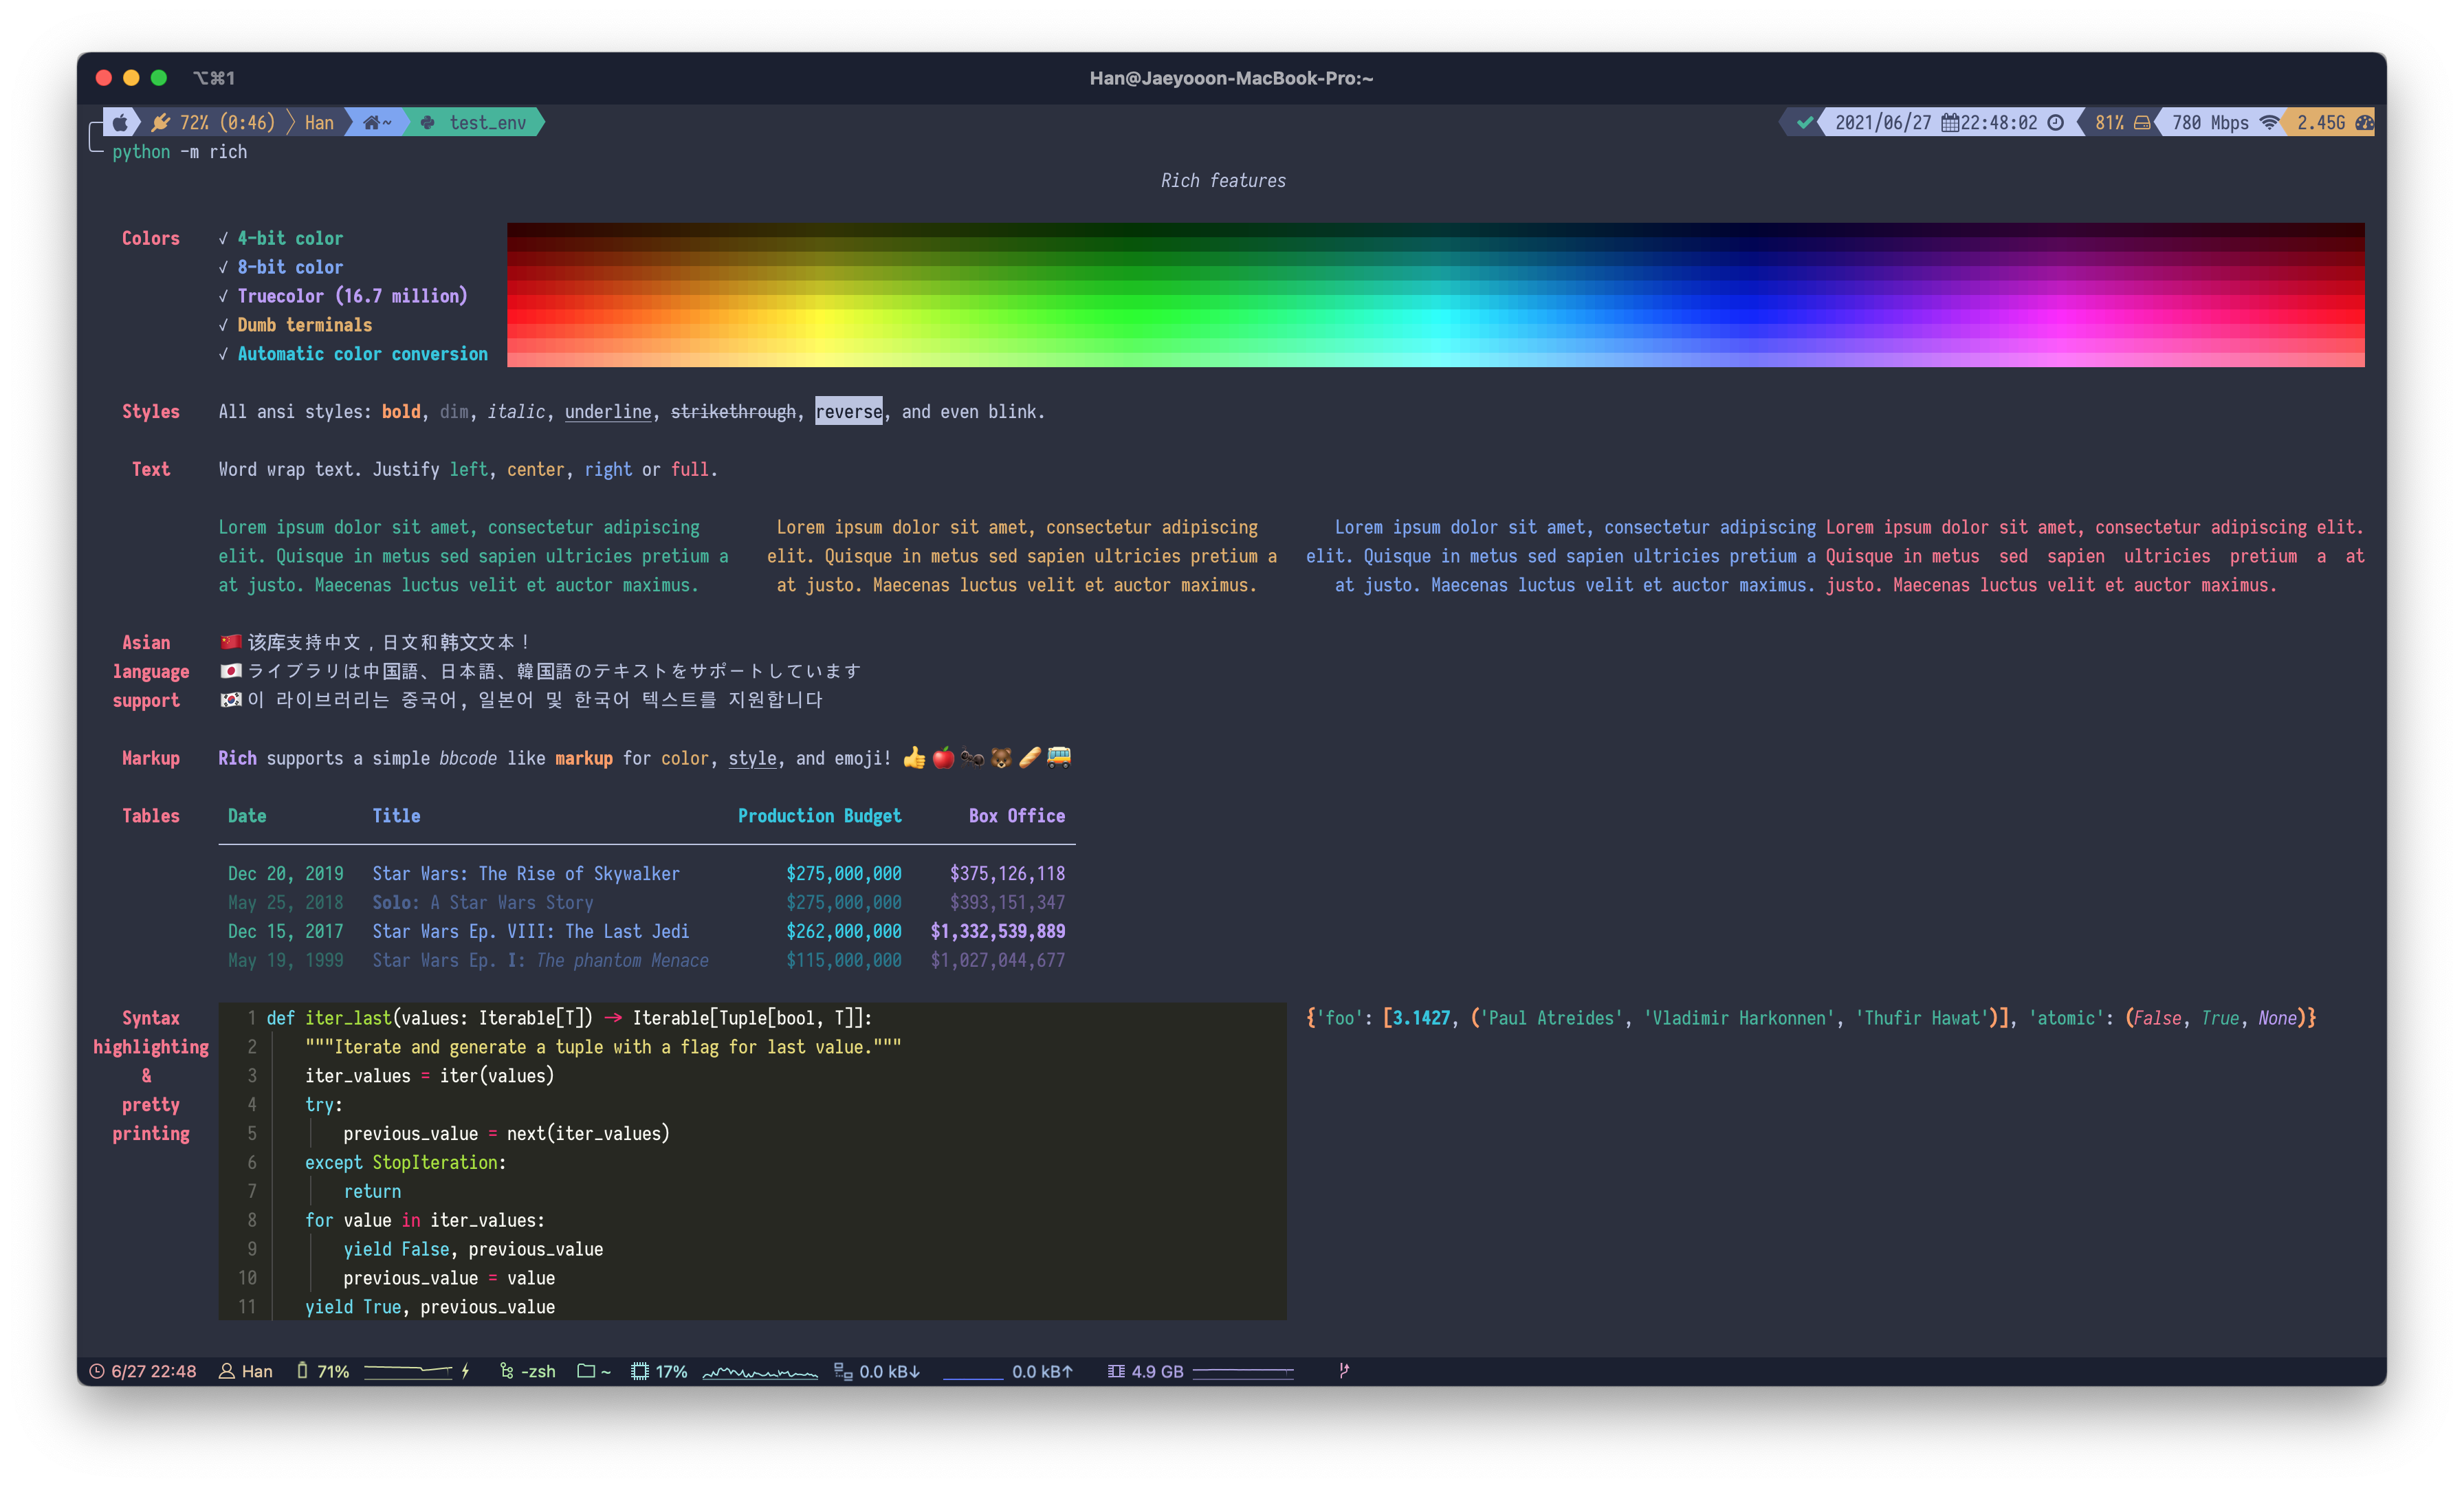 ⌥⌘1 Han@Jaeyooon-MacBook-Pro:~
72% (0:46) Han ~ test_env 2021/06/27 22:48:02 81% 780 Mbps 2.45G
python -m rich
Rich features
Colors ✓ 4-bit color
✓ 8-bit color
✓ Truecolor (16.7 million)
✓ Dumb terminals
✓ Automatic color conversion
Styles All ansi styles: bold, dim, italic, underline, strikethrough, reverse, and even blink.
Text Word wrap text. Justify left, center, right or full.
Lorem ipsum dolor sit amet, consectetur adipiscing
elit. Quisque in metus sed sapien ultricies pretium a
at justo. Maecenas luctus velit et auctor maximus.
Lorem ipsum dolor sit amet, consectetur adipiscing
elit. Quisque in metus sed sapien ultricies pretium a
at justo. Maecenas luctus velit et auctor maximus.
Lorem ipsum dolor sit amet, consectetur adipiscing
elit. Quisque in metus sed sapien ultricies pretium a
at justo. Maecenas luctus velit et auctor maximus.
Lorem ipsum dolor sit amet, consectetur adipiscing elit.
Quisque in metus sed sapien ultricies pretium a at
justo. Maecenas luctus velit et auctor maximus.
Asian 🇨🇳 该库支持中文，日文和韩文文本！
language 🇯🇵 ライブラリは中国語、日本語、韓国語のテキストをサポートしています
support 🇰🇷 이 라이브러리는 중국어, 일본어 및 한국어 텍스트를 지원합니다
Markup Rich supports a simple bbcode like markup for color, style, and emoji! 👍🍎🐜🐻🥖🚌
Tables Date Title Production Budget Box Office
Dec 20, 2019 Star Wars: The Rise of Skywalker $275,000,000 $375,126,118
May 25, 2018 Solo: A Star Wars Story $275,000,000 $393,151,347
Dec 15, 2017 Star Wars Ep. VIII: The Last Jedi $262,000,000 $1,332,539,889
May 19, 1999 Star Wars Ep. I: The phantom Menace $115,000,000 $1,027,044,677
Syntax
highlighting
&
pretty
printing
1 def iter_last(values: Iterable[T]) -> Iterable[Tuple[bool, T]]:
2 """Iterate and generate a tuple with a flag for last value."""
3 iter_values = iter(values)
4 try:
5 previous_value = next(iter_values)
6 except StopIteration:
7 return
8 for value in iter_values:
9 yield False, previous_value
10 previous_value = value
11 yield True, previous_value
{'foo': [3.1427, ('Paul Atreides', 'Vladimir Harkonnen', 'Thufir Hawat')], 'atomic': (False, True, None)}
6/27 22:48 Han 71% -zsh ~ 17% 0.0 kB↓ 0.0 kB↑ 4.9 GB